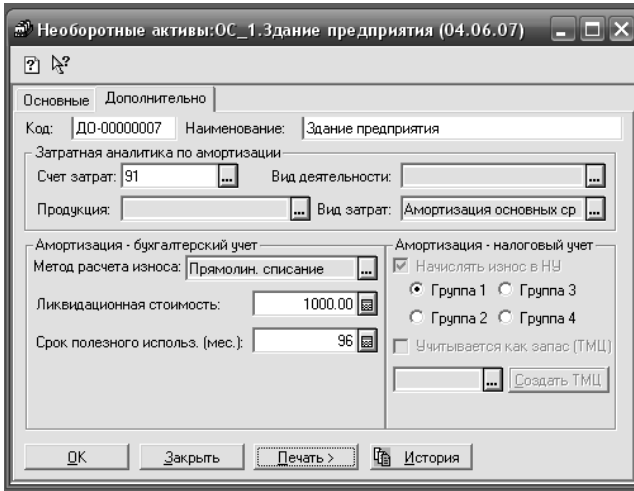 Необоротные активы:ОС_1.Здание предприятия (04.06.07)
Основные Дополнительно
Код: ДО-00000007 Наименование: Здание предприятия
Затратная аналитика по амортизации
Счет затрат: 91 ... Вид деятельности: ...
Продукция: ... Вид затрат: Амортизация основных ср ...
Амортизация - бухгалтерский учет
Метод расчета износа: Прямолин. списание ...
Ликвидационная стоимость: 1000.00
Срок полезного использ. (мес.): 96
Амортизация - налоговый учет
Начислять износ в НУ
Группа 1 Группа 3
Группа 2 Группа 4
Учитывается как запас (ТМЦ)
... Создать ТМЦ
OK Закрыть Печать > История